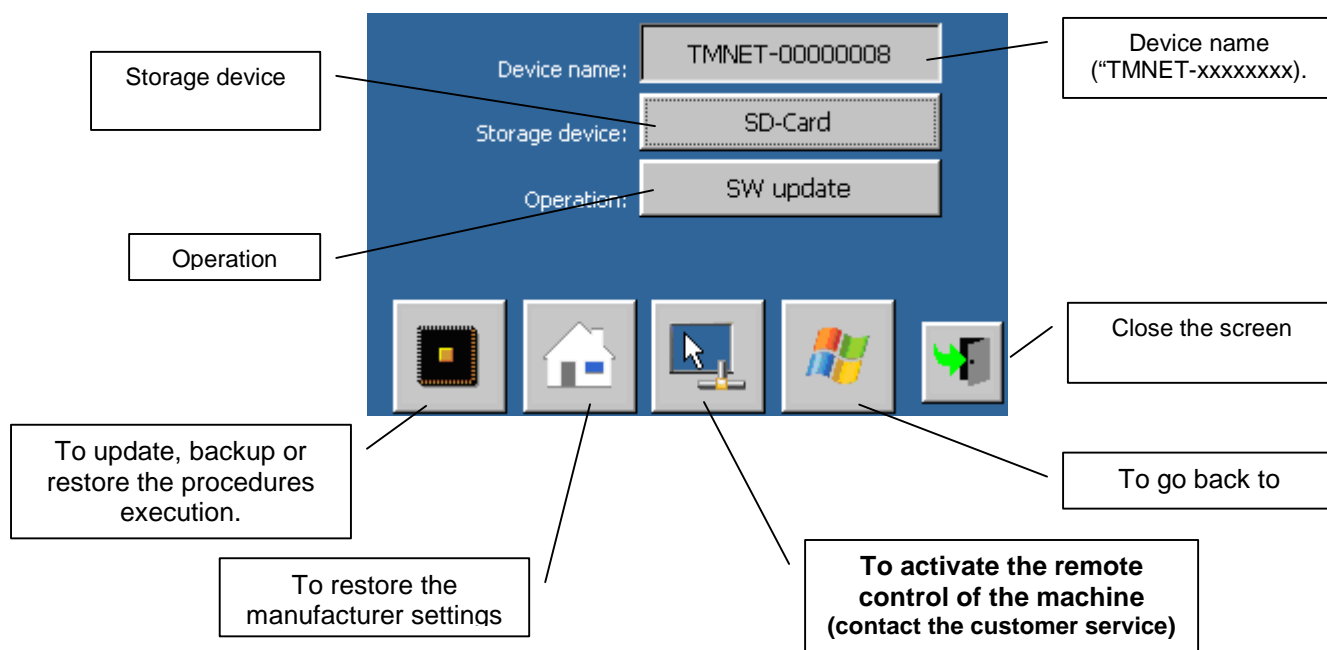 Storage device
Device name:
TMNET-00000008
Device name
(“TMNET-xxxxxxxx).
Storage device:
SD-Card
Operation:
SW update
Operation
Close the screen
To update, backup or
restore the procedures
execution.
To go back to
To restore the
manufacturer settings
To activate the remote
control of the machine
(contact the customer service)